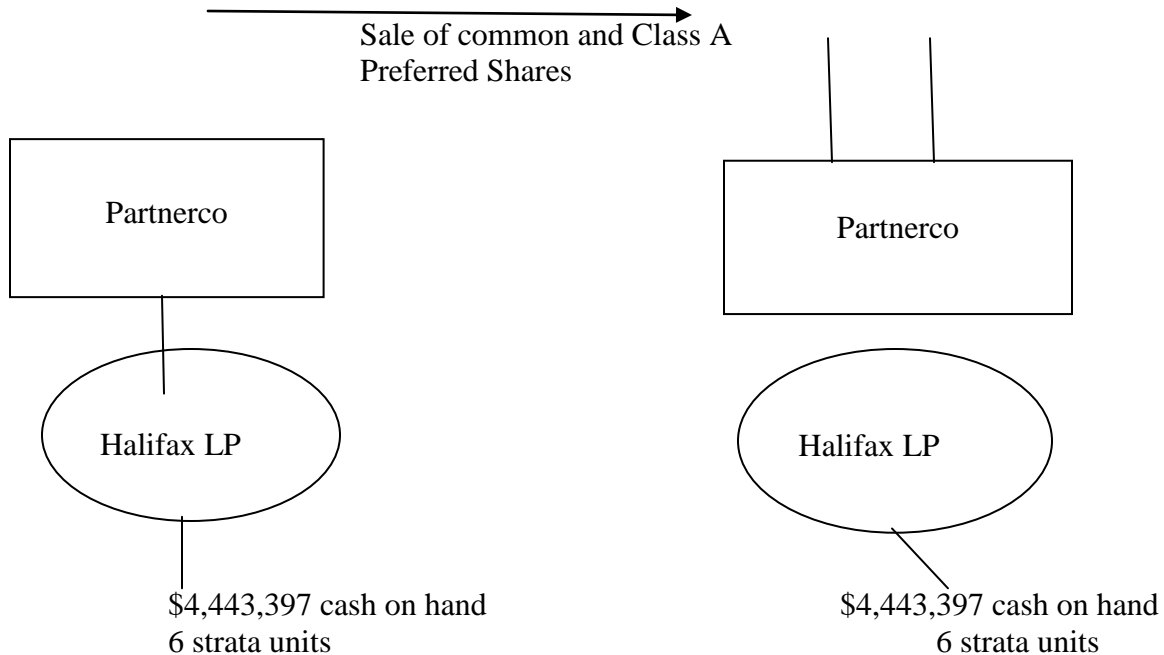 Sale of common and Class A
Preferred Shares
Partnerco
Partnerco
Halifax LP
Halifax LP
$4,443,397 cash on hand
6 strata units
$4,443,397 cash on hand
6 strata units